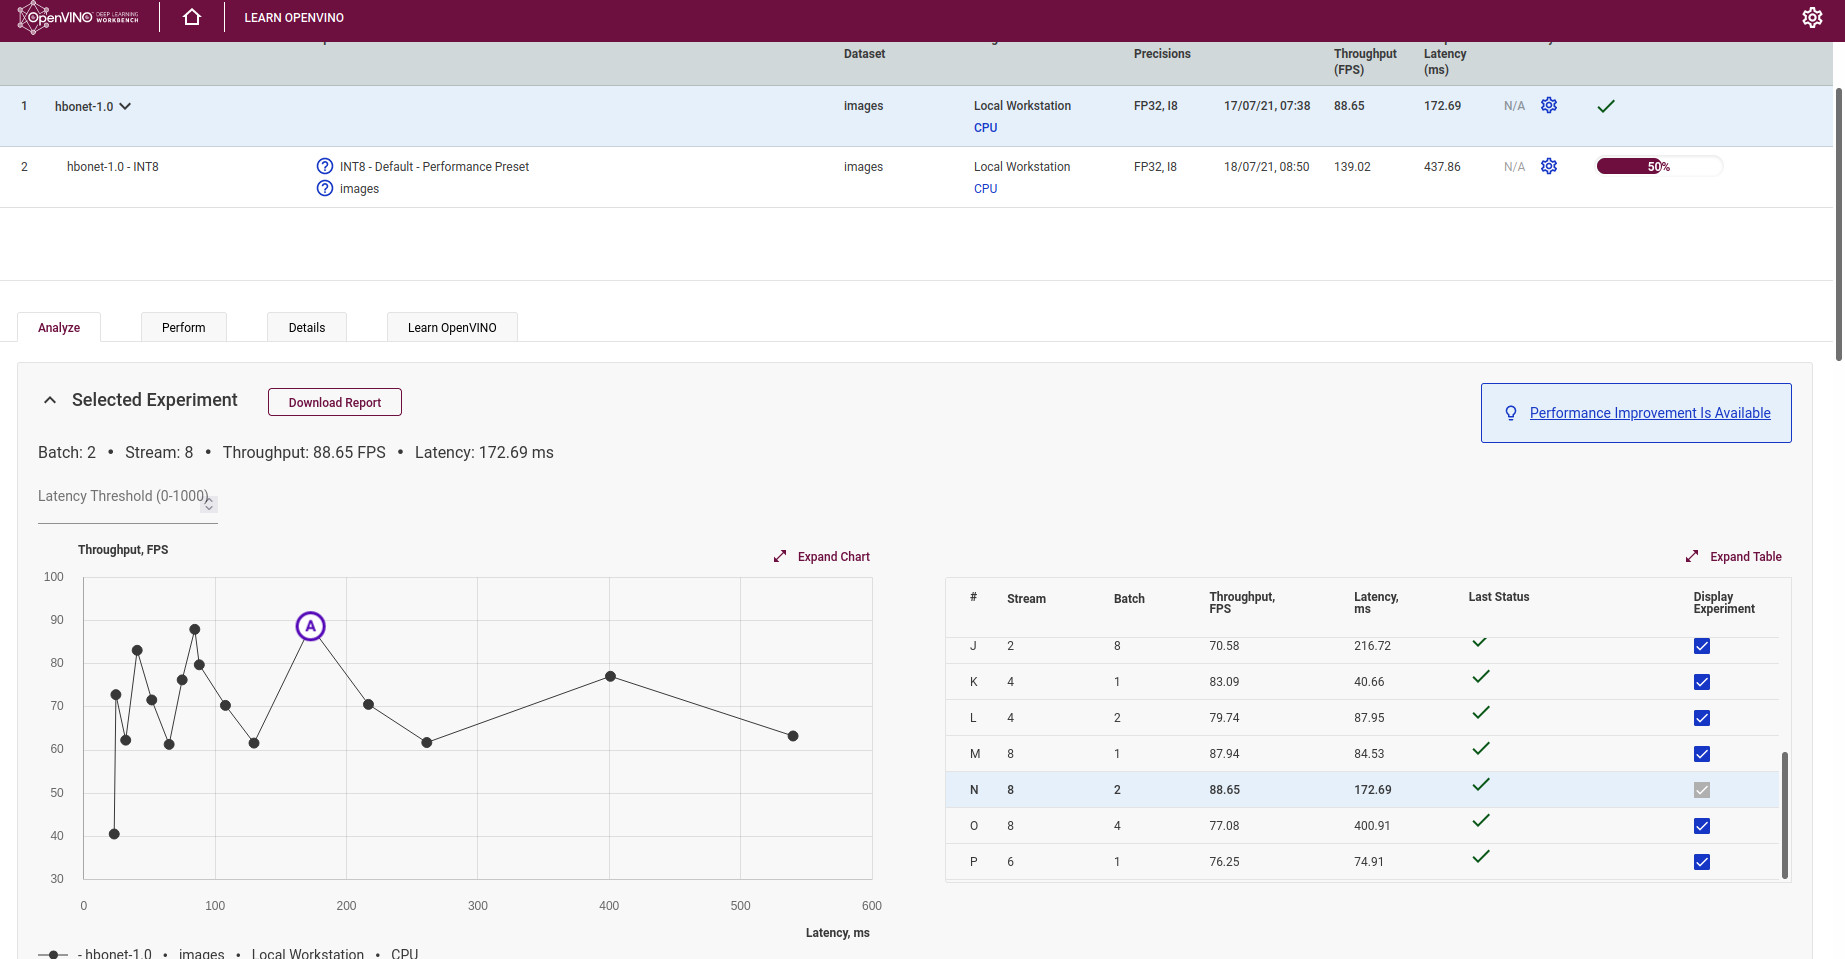 OpenVINO™ DEEP LEARNING WORKBENCH LEARN OPENVINO
Dataset Precisions Throughput (FPS) Latency (ms)
1 hbonet-1.0 images Local Workstation FP32, I8 17/07/21, 07:38 88.65 172.69 N/A
CPU
2 hbonet-1.0 - INT8 INT8 - Default - Performance Preset images Local Workstation FP32, I8 18/07/21, 08:50 139.02 437.86 N/A 50%
images CPU
Analyze Perform Details Learn OpenVINO
Selected Experiment Download Report Performance Improvement Is Available
Batch: 2 • Stream: 8 • Throughput: 88.65 FPS • Latency: 172.69 ms
Latency Threshold (0-1000)
Throughput, FPS Expand Chart
100
90
80
70
60
50
40
30
A
0 100 200 300 400 500 600
Latency, ms
- hbonet-1.0 • images • Local Workstation • CPU
Expand Table
# Stream Batch Throughput, FPS Latency, ms Last Status Display Experiment
J 2 8 70.58 216.72
K 4 1 83.09 40.66
L 4 2 79.74 87.95
M 8 1 87.94 84.53
N 8 2 88.65 172.69
O 8 4 77.08 400.91
P 6 1 76.25 74.91